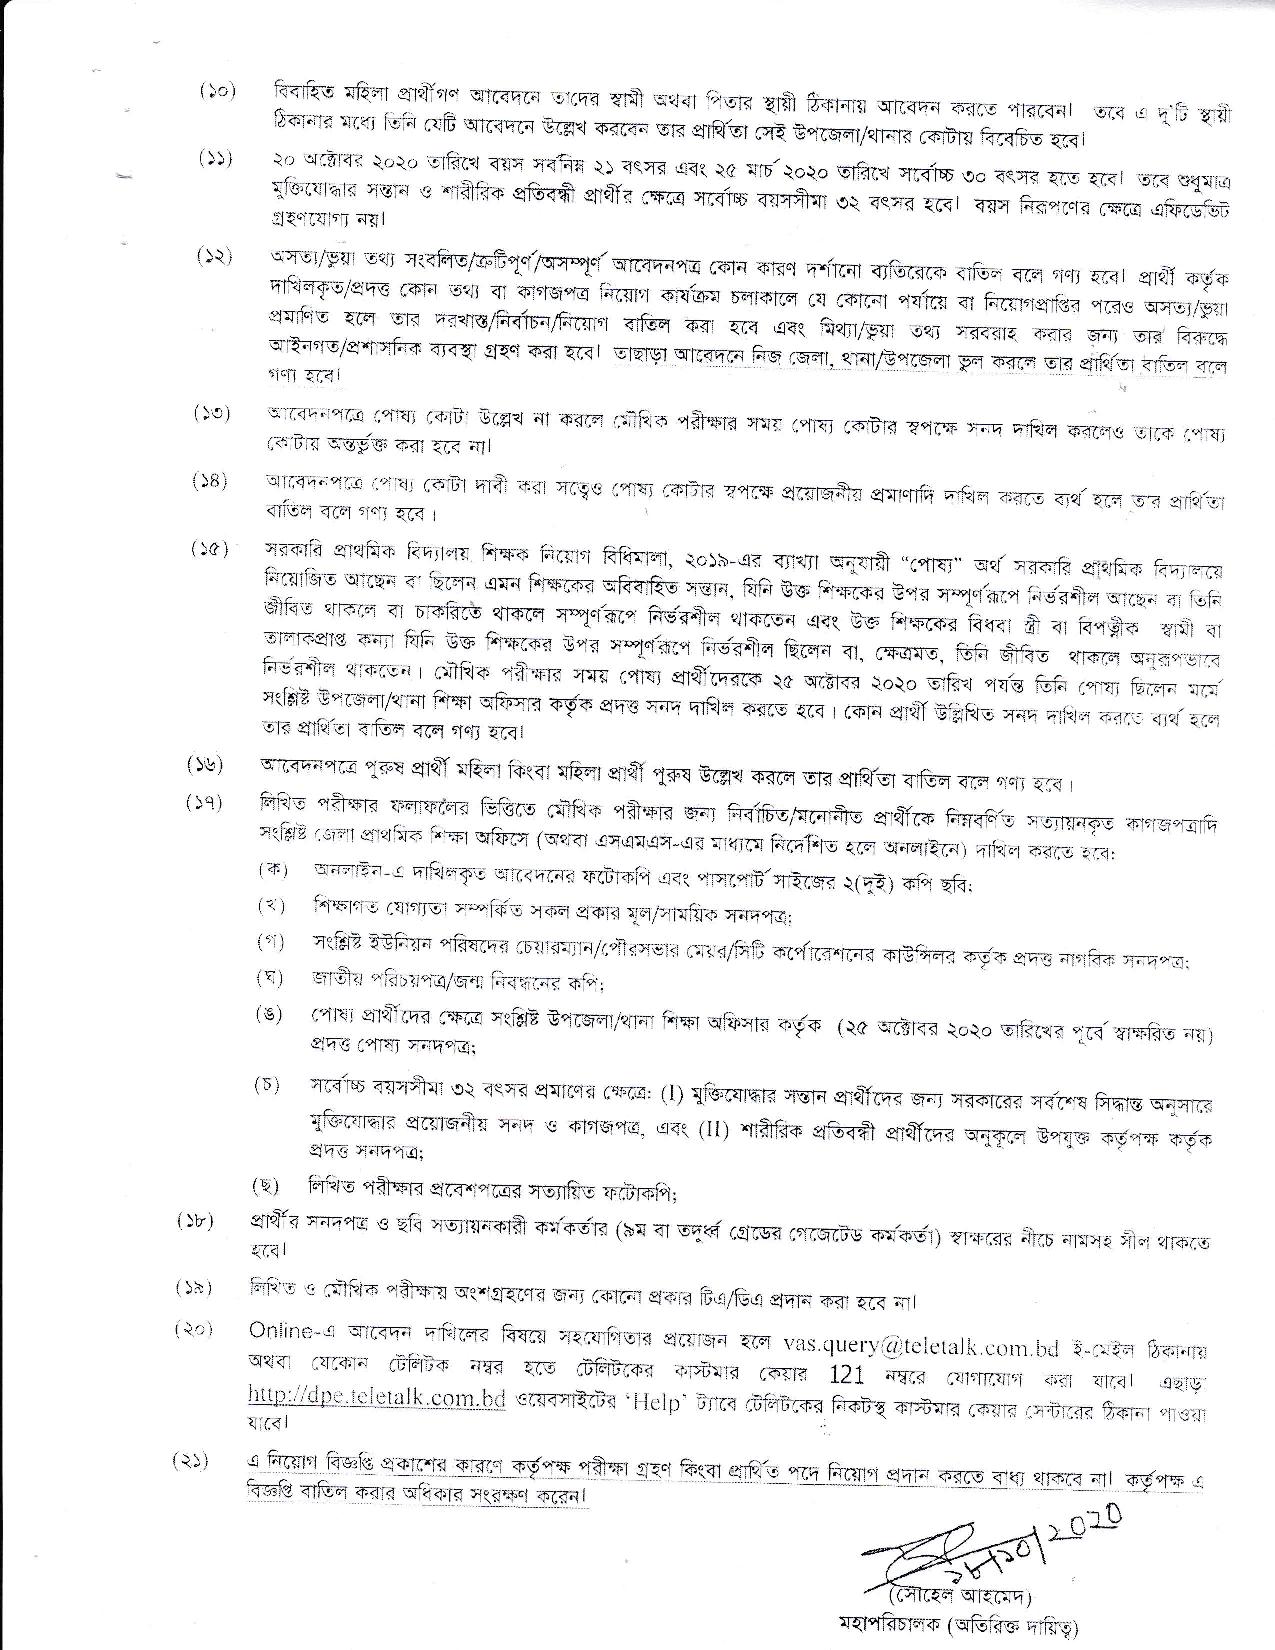 (১০) বিবাহিত মহিলা প্রার্থীগণ আবেদনে তাদের স্বামী অথবা পিতার স্থায়ী ঠিকানায় আবেদন করতে পারবেন। তবে এ দু'টি স্থায়ী
ঠিকানার মধ্যে তিনি যেটি আবেদনে উল্লেখ করবেন তার প্রার্থিতা সেই উপজেলা/থানার কোটায় বিবেচিত হবে।
(১১) ২০ অক্টোবর ২০২০ তারিখে বয়স সর্বনিম্ন ২১ বৎসর এবং ২৫ মার্চ ২০২০ তারিখে সর্বোচ্চ ৩০ বৎসর হতে হবে। তবে শুধুমাত্র
মুক্তিযোদ্ধার সন্তান ও শারীরিক প্রতিবন্ধী প্রার্থীর ক্ষেত্রে সর্বোচ্চ বয়সসীমা ৩২ বৎসর হবে। বয়স নিরূপণের ক্ষেত্রে এফিডেভিট
গ্রহণযোগ্য নয়।
(১২) অসত্য/ভুয়া তথ্য সংবলিত/ত্রুটিপূর্ণ/অসম্পূর্ণ আবেদনপত্র কোন কারণ দর্শানো ব্যতিরেকে বাতিল বলে গণ্য হবে। প্রার্থী কর্তৃক
দাখিলকৃত/প্রদত্ত কোন তথ্য বা কাগজপত্র নিয়োগ কার্যক্রম চলাকালে যে কোনো পর্যায়ে বা নিয়োগপ্রাপ্তির পরেও অসত্য/ভুয়া
প্রমাণিত হলে তার দরখাস্ত/নির্বাচন/নিয়োগ বাতিল করা হবে এবং মিথ্যা/ভুয়া তথ্য সরবরাহ করার জন্য তার বিরুদ্ধে
আইনগত/প্রশাসনিক ব্যবস্থা গ্রহণ করা হবে। তাছাড়া আবেদনে নিজ জেলা, থানা/উপজেলা ভুল করলে তার প্রার্থিতা বাতিল বলে
গণ্য হবে।
(১৩) আবেদনপত্রে পোষ্য কোটা উল্লেখ না করলে মৌখিক পরীক্ষার সময় পোষ্য কোটার স্বপক্ষে সনদ দাখিল করলেও তাকে পোষ্য
কোটায় অন্তর্ভুক্ত করা হবে না।
(১৪) আবেদনপত্রে পোষ্য কোটা দাবী করা সত্ত্বেও পোষ্য কোটার স্বপক্ষে প্রয়োজনীয় প্রমাণাদি দাখিল করতে ব্যর্থ হলে তার প্রার্থিতা
বাতিল বলে গণ্য হবে।
(১৫) সরকারি প্রাথমিক বিদ্যালয় শিক্ষক নিয়োগ বিধিমালা, ২০১৯-এর ব্যাখ্যা অনুযায়ী “পোষ্য” অর্থ সরকারি প্রাথমিক বিদ্যালয়ে
নিয়োজিত আছেন বা ছিলেন এমন শিক্ষকের অবিবাহিত সন্তান, যিনি উক্ত শিক্ষকের উপর সম্পূর্ণরূপে নির্ভরশীল আছেন বা তিনি
জীবিত থাকলে বা চাকরিতে থাকলে সম্পূর্ণরূপে নির্ভরশীল থাকতেন এবং উক্ত শিক্ষকের বিধবা স্ত্রী বা বিপত্নীক স্বামী বা
তালাকপ্রাপ্ত কন্যা যিনি উক্ত শিক্ষকের উপর সম্পূর্ণরূপে নির্ভরশীল ছিলেন বা, ক্ষেত্রমত, তিনি জীবিত থাকলে অনুরূপভাবে
নির্ভরশীল থাকতেন। মৌখিক পরীক্ষার সময় পোষ্য প্রার্থীদেরকে ২৫ অক্টোবর ২০২০ তারিখ পর্যন্ত তিনি পোষ্য ছিলেন মর্মে
সংশ্লিষ্ট উপজেলা/থানা শিক্ষা অফিসার কর্তৃক প্রদত্ত সনদ দাখিল করতে হবে। কোন প্রার্থী উল্লিখিত সনদ দাখিল করতে ব্যর্থ হলে
তার প্রার্থিতা বাতিল বলে গণ্য হবে।
(১৬) আবেদনপত্রে পুরুষ প্রার্থী মহিলা কিংবা মহিলা প্রার্থী পুরুষ উল্লেখ করলে তার প্রার্থিতা বাতিল বলে গণ্য হবে।
(১৭) লিখিত পরীক্ষার ফলাফলের ভিত্তিতে মৌখিক পরীক্ষার জন্য নির্বাচিত/মনোনীত প্রার্থীকে নিম্নবর্ণিত সত্যায়নকৃত কাগজপত্রাদি
সংশ্লিষ্ট জেলা প্রাথমিক শিক্ষা অফিসে (অথবা এসএমএস-এর মাধ্যমে নির্দেশিত হলে অনলাইনে) দাখিল করতে হবে:
(ক) অনলাইন-এ দাখিলকৃত আবেদনের ফটোকপি এবং পাসপোর্ট সাইজের ২(দুই) কপি ছবি;
(খ) শিক্ষাগত যোগ্যতা সম্পর্কিত সকল প্রকার মূল/সাময়িক সনদপত্র;
(গ) সংশ্লিষ্ট ইউনিয়ন পরিষদের চেয়ারম্যান/পৌরসভার মেয়র/সিটি কর্পোরেশনের কাউন্সিলর কর্তৃক প্রদত্ত নাগরিক সনদপত্র;
(ঘ) জাতীয় পরিচয়পত্র/জন্ম নিবন্ধনের কপি;
(ঙ) পোষ্য প্রার্থীদের ক্ষেত্রে সংশ্লিষ্ট উপজেলা/থানা শিক্ষা অফিসার কর্তৃক (২৫ অক্টোবর ২০২০ তারিখের পূর্বে স্বাক্ষরিত নয়)
প্রদত্ত পোষ্য সনদপত্র;
(চ) সর্বোচ্চ বয়সসীমা ৩২ বৎসর প্রমাণের ক্ষেত্রে: (I) মুক্তিযোদ্ধার সন্তান প্রার্থীদের জন্য সরকারের সর্বশেষ সিদ্ধান্ত অনুসারে
মুক্তিযোদ্ধার প্রয়োজনীয় সনদ ও কাগজপত্র, এবং (II) শারীরিক প্রতিবন্ধী প্রার্থীদের অনুকূলে উপযুক্ত কর্তৃপক্ষ কর্তৃক
প্রদত্ত সনদপত্র;
(ছ) লিখিত পরীক্ষার প্রবেশপত্রের সত্যায়িত ফটোকপি;
(১৮) প্রার্থীর সনদপত্র ও ছবি সত্যায়নকারী কর্মকর্তার (৯ম বা তদূর্ধ্ব গ্রেডের গেজেটেড কর্মকর্তা) স্বাক্ষরের নীচে নামসহ সীল থাকতে
হবে।
(১৯) লিখিত ও মৌখিক পরীক্ষায় অংশগ্রহণের জন্য কোনো প্রকার টিএ/ডিএ প্রদান করা হবে না।
(২০) Online-এ আবেদন দাখিলের বিষয়ে সহযোগিতার প্রয়োজন হলে vas.query@teletalk.com.bd ই-মেইল ঠিকানায়
অথবা যেকোন টেলিটক নম্বর হতে টেলিটকের কাস্টমার কেয়ার 121 নম্বরে যোগাযোগ করা যাবে। এছাড়া
http://dpe.teletalk.com.bd ওয়েবসাইটের ‘Help’ ট্যাবে টেলিটকের নিকটস্থ কাস্টমার কেয়ার সেন্টারের ঠিকানা পাওয়া
যাবে।
(২১) এ নিয়োগ বিজ্ঞপ্তি প্রকাশের কারণে কর্তৃপক্ষ পরীক্ষা গ্রহণ কিংবা প্রার্থিত পদে নিয়োগ প্রদান করতে বাধ্য থাকবে না। কর্তৃপক্ষ এ
বিজ্ঞপ্তি বাতিল করার অধিকার সংরক্ষণ করেন।
১৮/১০/২০২০
(সোহেল আহমেদ)
মহাপরিচালক (অতিরিক্ত দায়িত্ব)